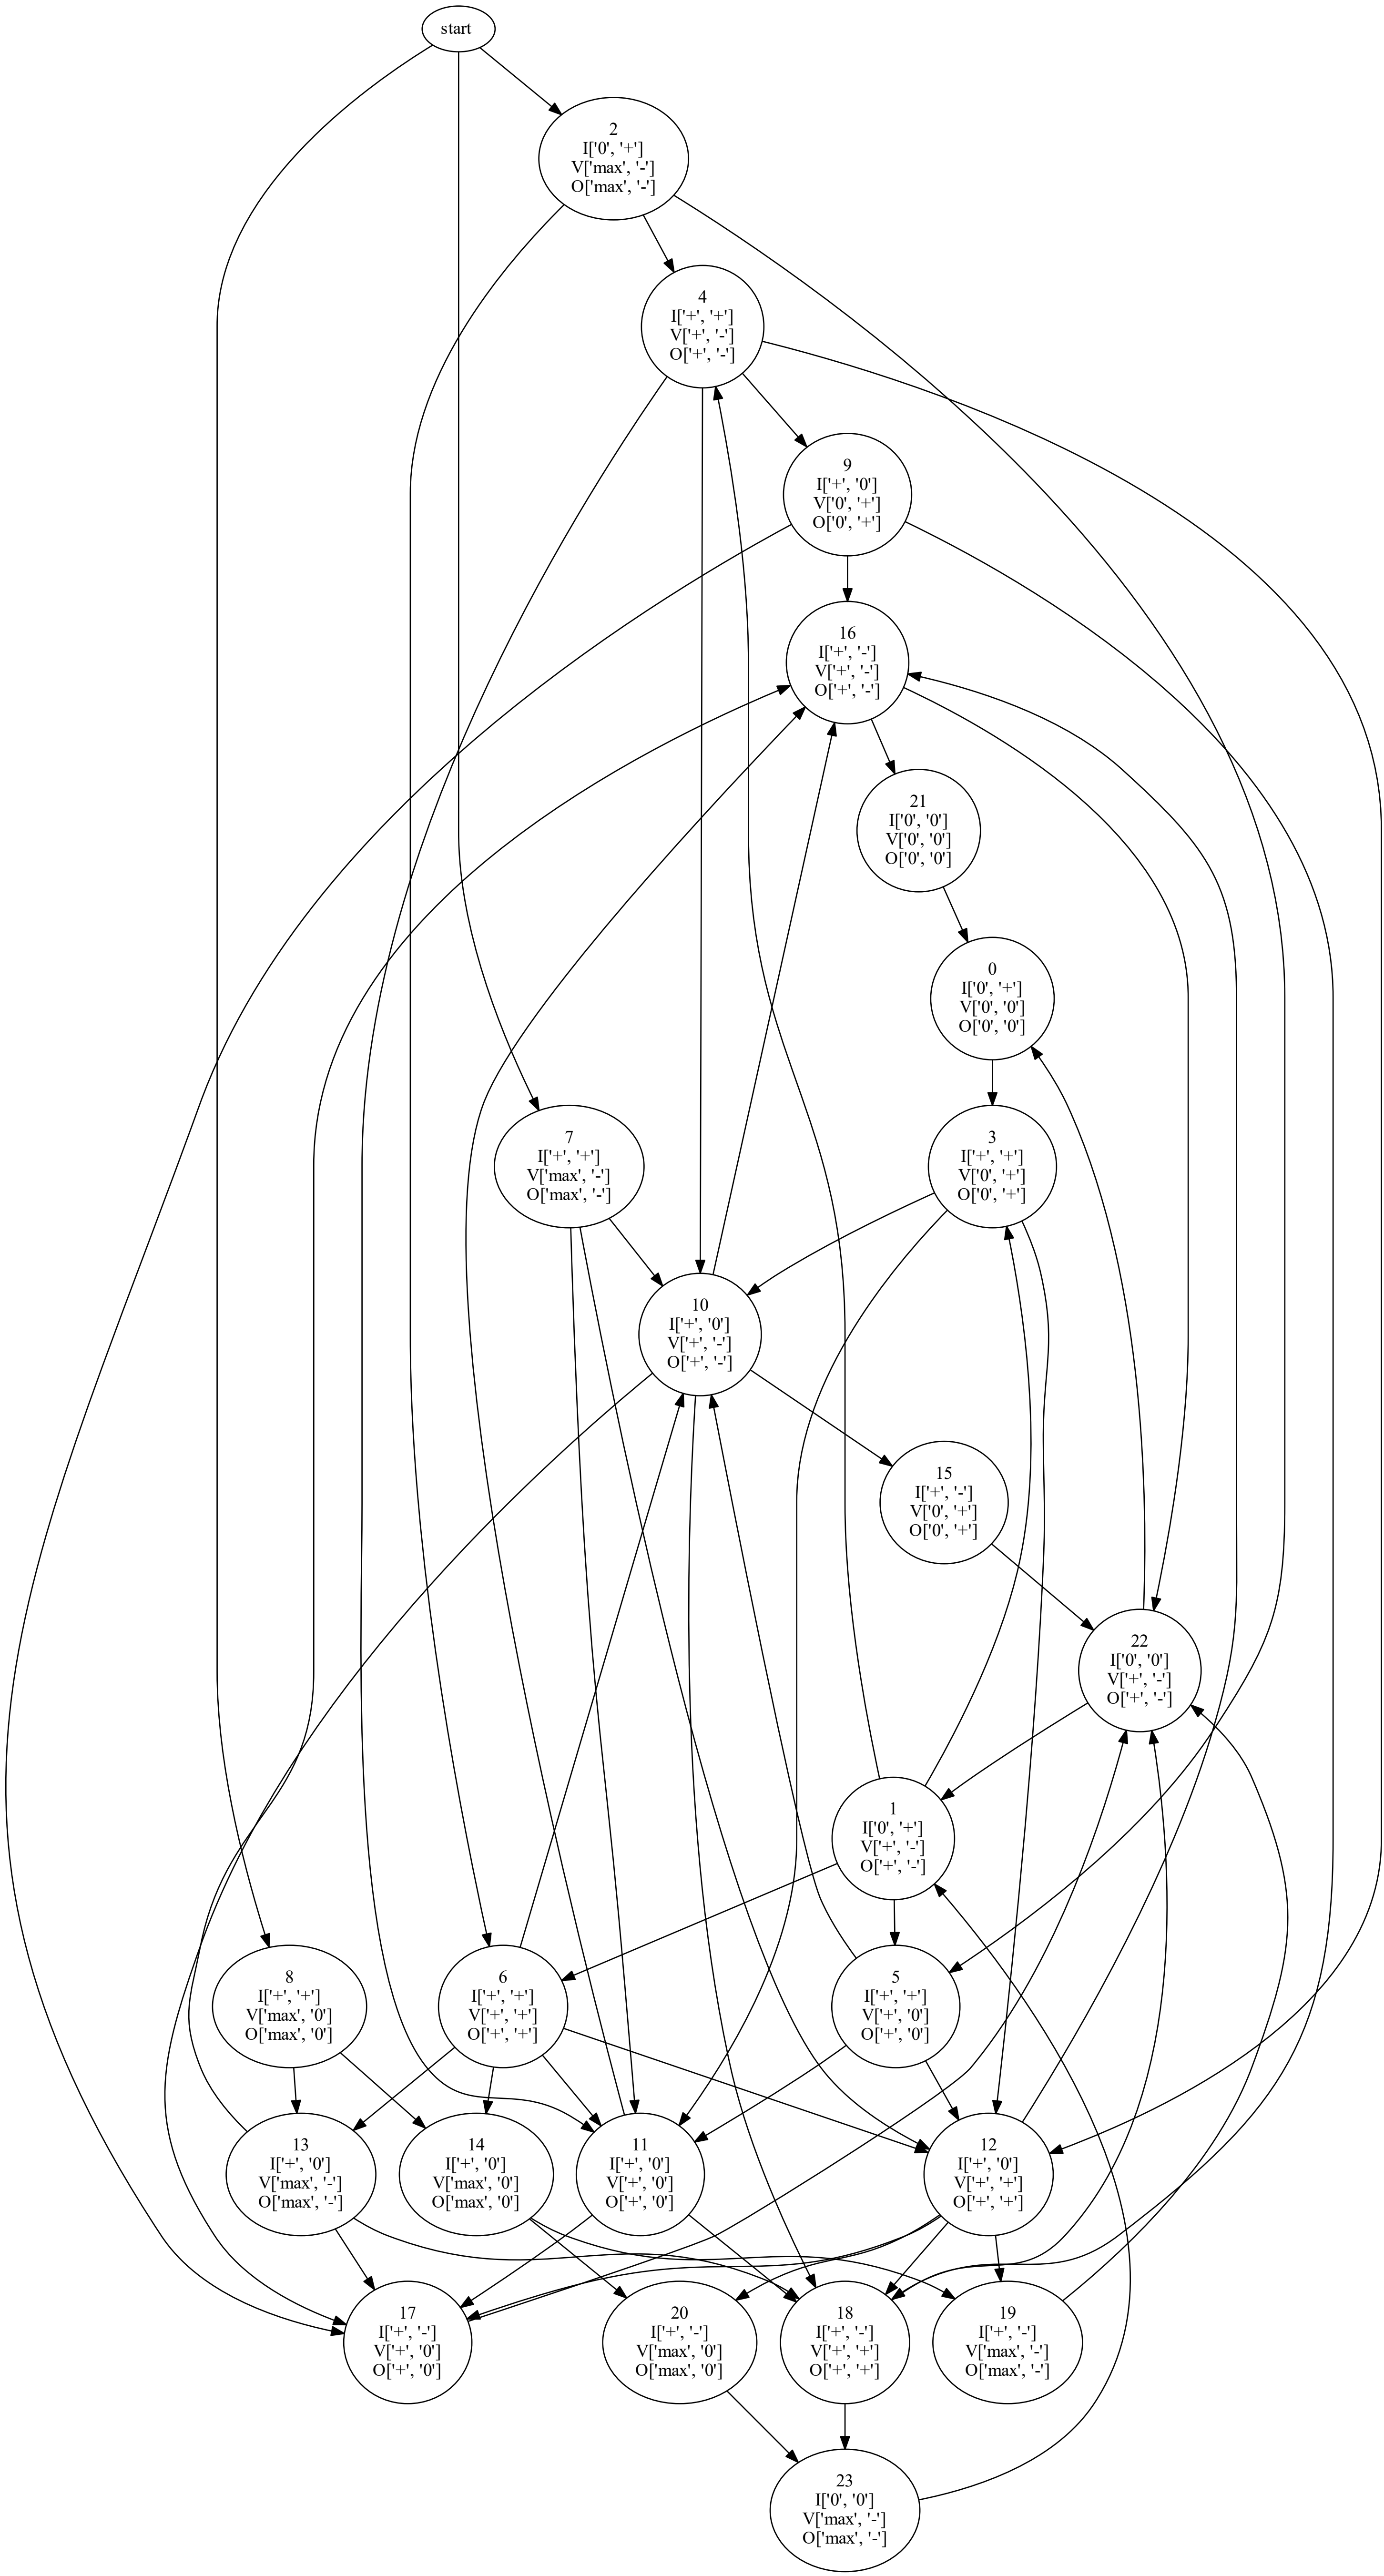 start
2
I['0', '+']
V['max', '-']
O['max', '-']
4
I['+', '+']
V['+', '-']
O['+', '-']
9
I['+', '0']
V['0', '+']
O['0', '+']
16
I['+', '-']
V['+', '-']
O['+', '-']
21
I['0', '0']
V['0', '0']
O['0', '0']
0
I['0', '+']
V['0', '0']
O['0', '0']
7
I['+', '+']
V['max', '-']
O['max', '-']
3
I['+', '+']
V['0', '+']
O['0', '+']
10
I['+', '0']
V['+', '-']
O['+', '-']
15
I['+', '-']
V['0', '+']
O['0', '+']
22
I['0', '0']
V['+', '-']
O['+', '-']
1
I['0', '+']
V['+', '-']
O['+', '-']
8
I['+', '+']
V['max', '0']
O['max', '0']
6
I['+', '+']
V['+', '+']
O['+', '+']
5
I['+', '+']
V['+', '0']
O['+', '0']
13
I['+', '0']
V['max', '-']
O['max', '-']
14
I['+', '0']
V['max', '0']
O['max', '0']
11
I['+', '0']
V['+', '0']
O['+', '0']
12
I['+', '0']
V['+', '+']
O['+', '+']
17
I['+', '-']
V['+', '0']
O['+', '0']
20
I['+', '-']
V['max', '0']
O['max', '0']
18
I['+', '-']
V['+', '+']
O['+', '+']
19
I['+', '-']
V['max', '-']
O['max', '-']
23
I['0', '0']
V['max', '-']
O['max', '-']